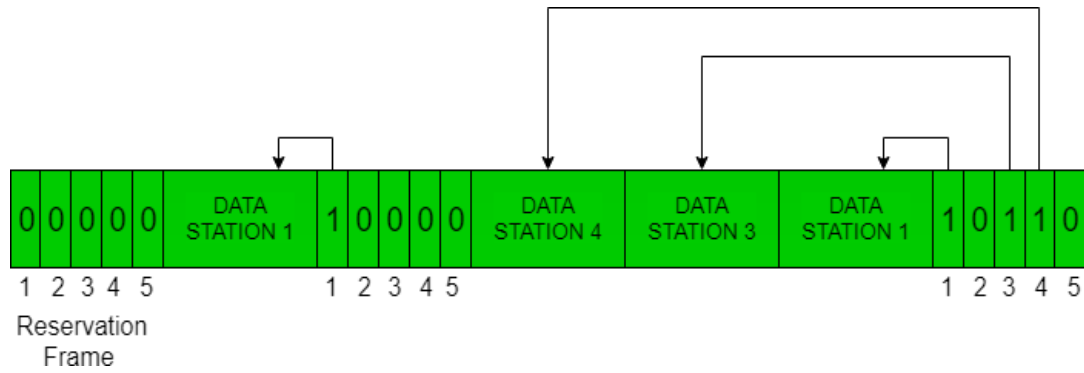 0 0 0 0 0 DATA STATION 1 1 0 0 0 0 DATA STATION 4 DATA STATION 3 DATA STATION 1 1 0 1 1 0
1 2 3 4 5 1 2 3 4 5 1 2 3 4 5
Reservation
Frame